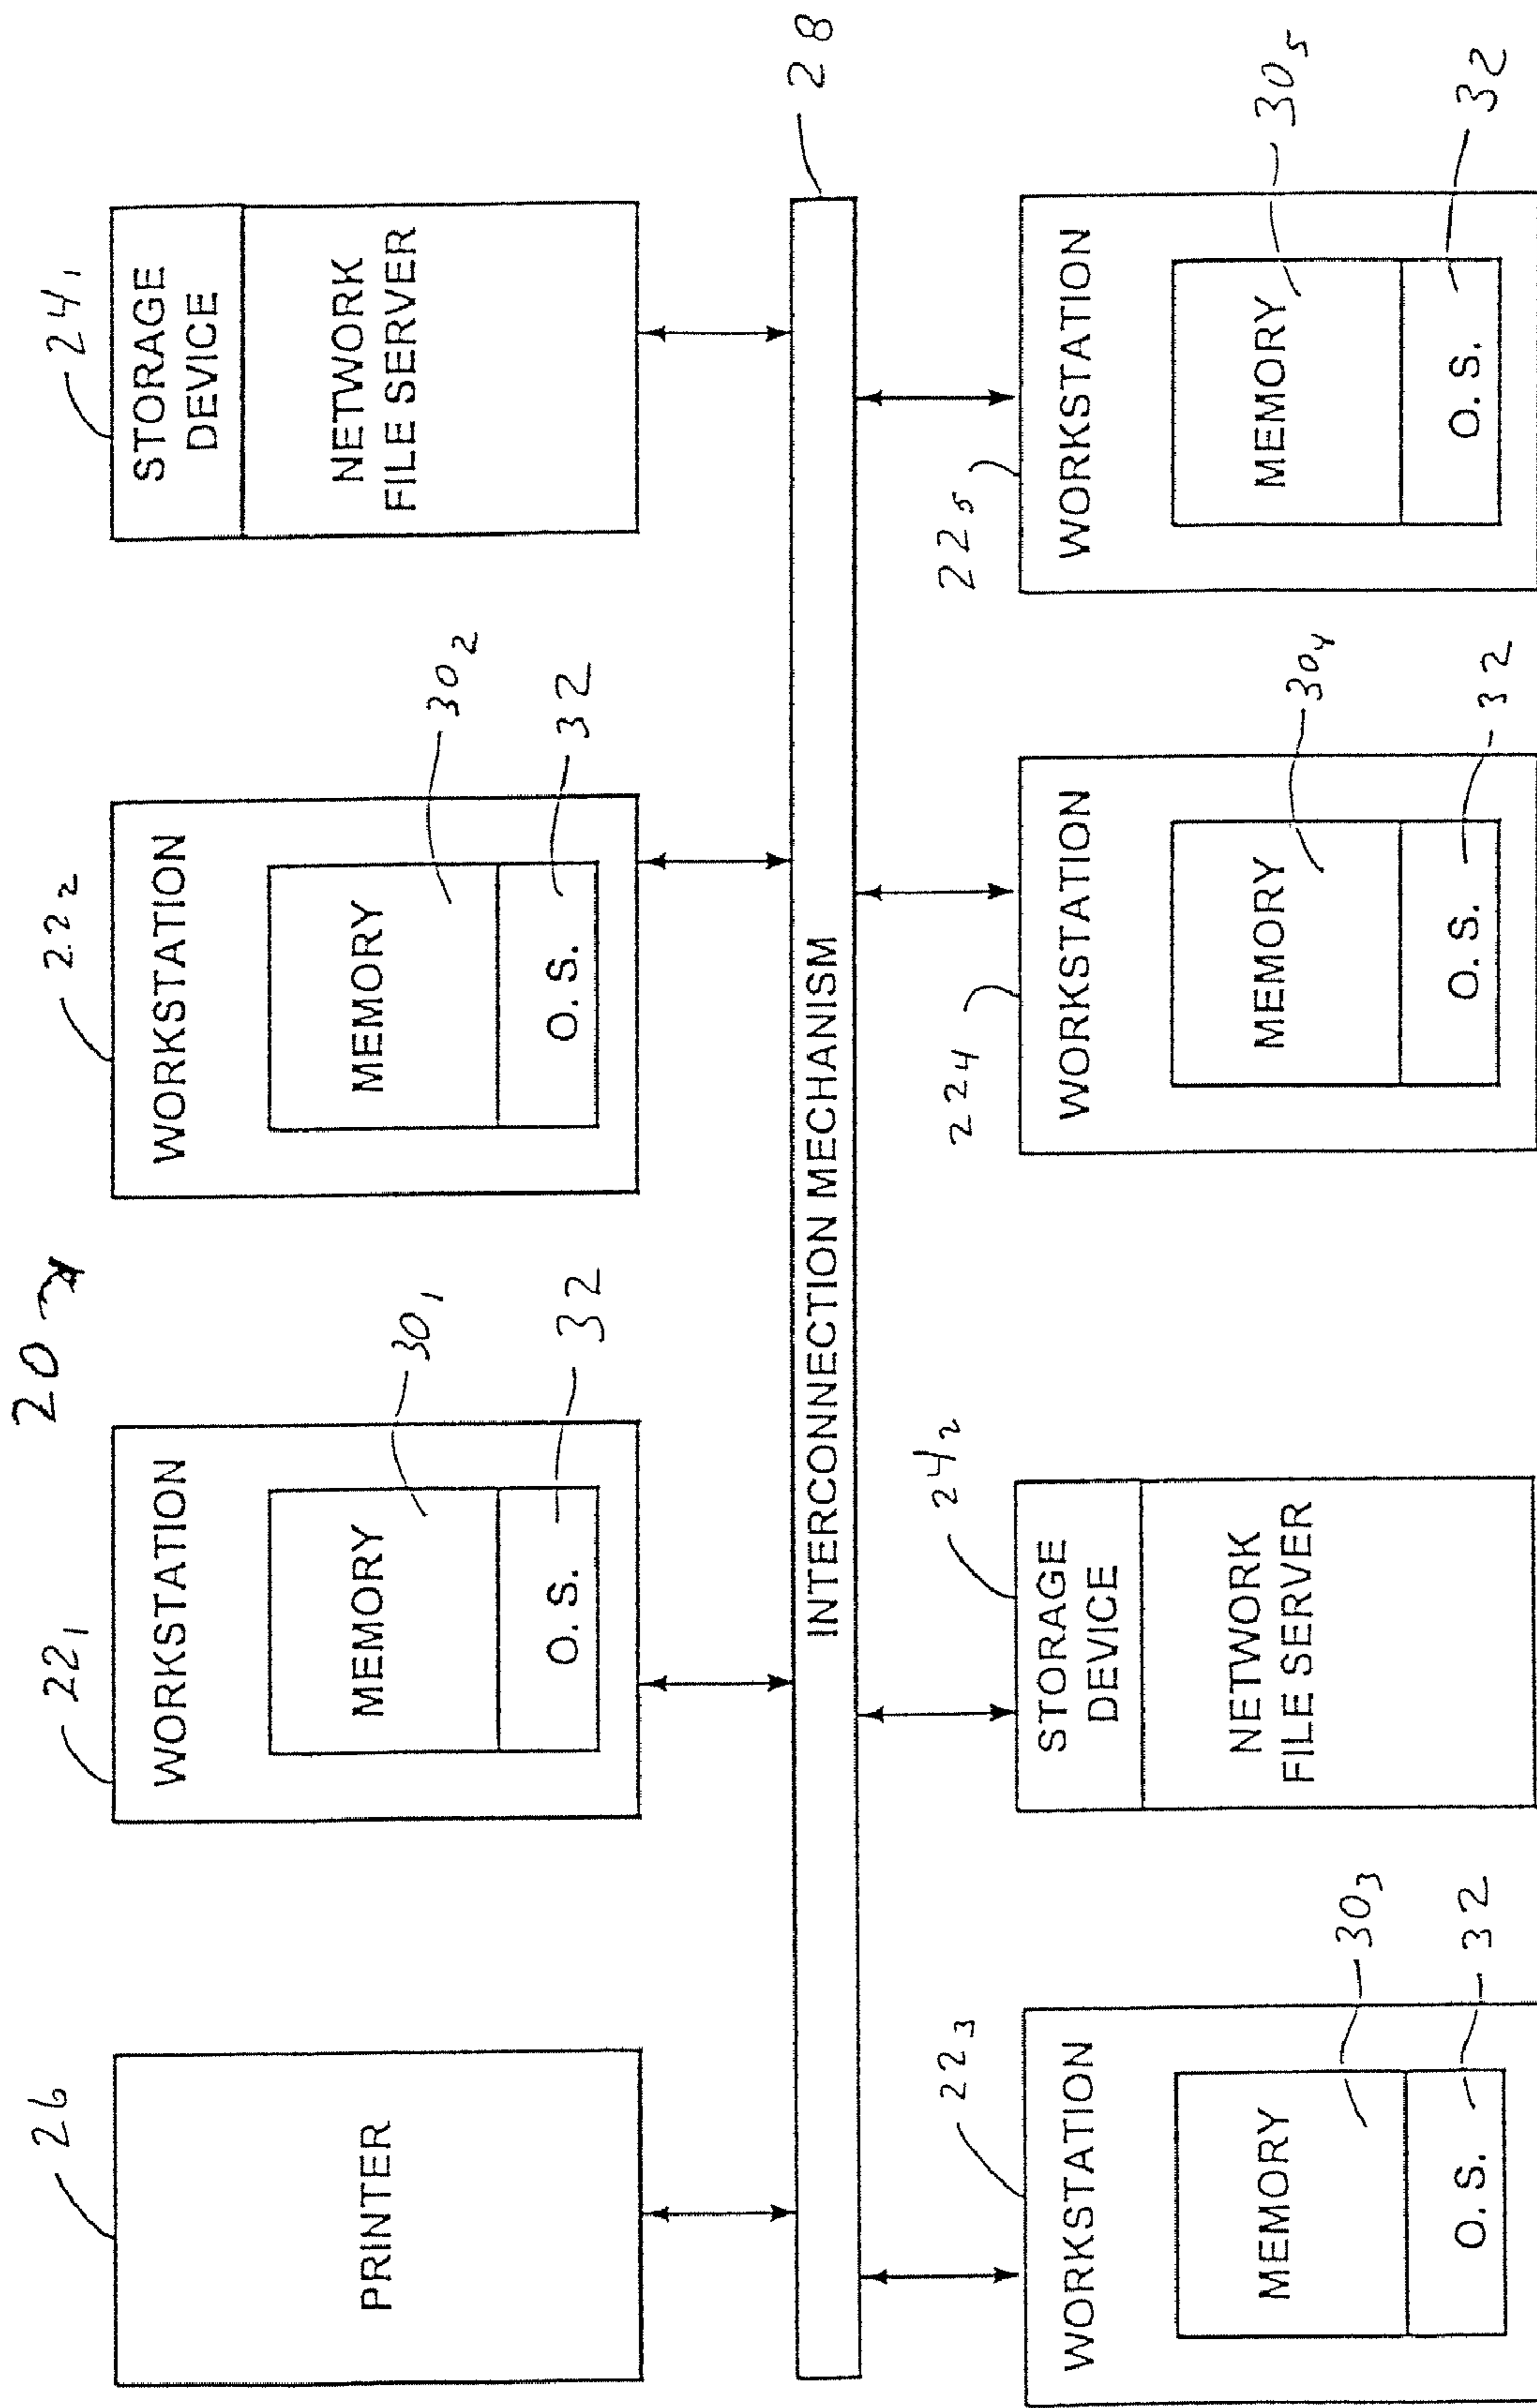 20
26
PRINTER
22₁
WORKSTATION
MEMORY
O. S.
30₁
32
22₂
WORKSTATION
MEMORY
O. S.
30₂
32
24₁
STORAGE
DEVICE
NETWORK
FILE SERVER
INTERCONNECTION MECHANISM
28
22₃
WORKSTATION
MEMORY
O. S.
30₃
32
24₂
STORAGE
DEVICE
NETWORK
FILE SERVER
22₄
WORKSTATION
MEMORY
O. S.
30₄
32
22₅
WORKSTATION
MEMORY
O. S.
30₅
32